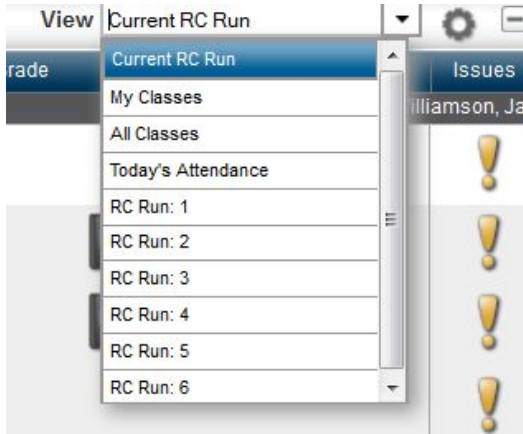 View Current RC Run
rade Issues
Current RC Run
lliamson, Ja
My Classes
All Classes
Today's Attendance
RC Run: 1
RC Run: 2
RC Run: 3
RC Run: 4
RC Run: 5
RC Run: 6